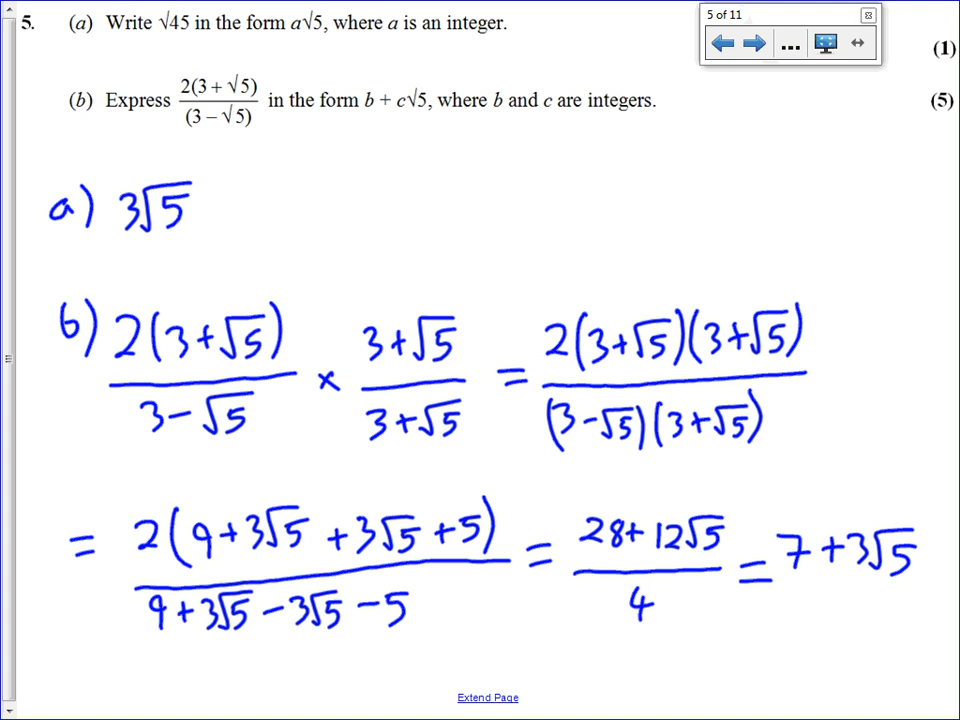 5 of 11
5. (a) Write √45 in the form a√5, where a is an integer.
(1)
(b) Express 2(3 + √5)/(3 – √5) in the form b + c√5, where b and c are integers.
(5)
a) 3√5
b) 2(3+√5)/3-√5 × 3+√5/3+√5 = 2(3+√5)(3+√5)/(3-√5)(3+√5)
= 2(9+3√5+3√5+5)/9+3√5-3√5-5 = 28+12√5/4 = 7+3√5
Extend Page